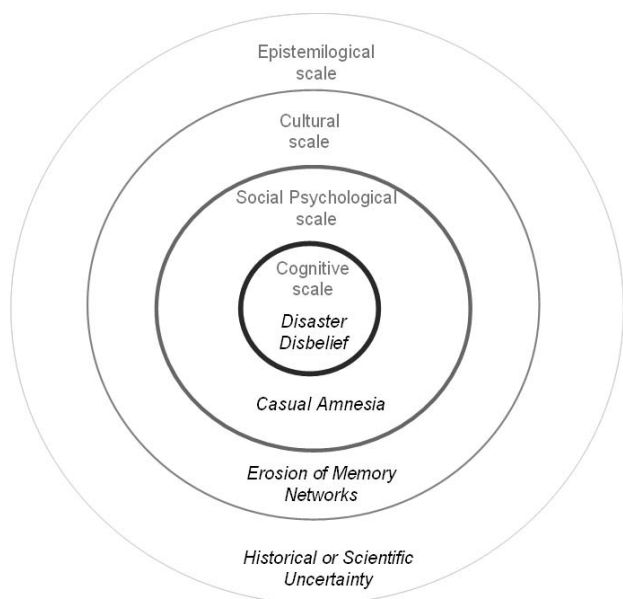 Epistemilogical
scale
Cultural
scale
Social Psychological
scale
Cognitive
scale
Disaster
Disbelief
Casual Amnesia
Erosion of Memory
Networks
Historical or Scientific
Uncertainty